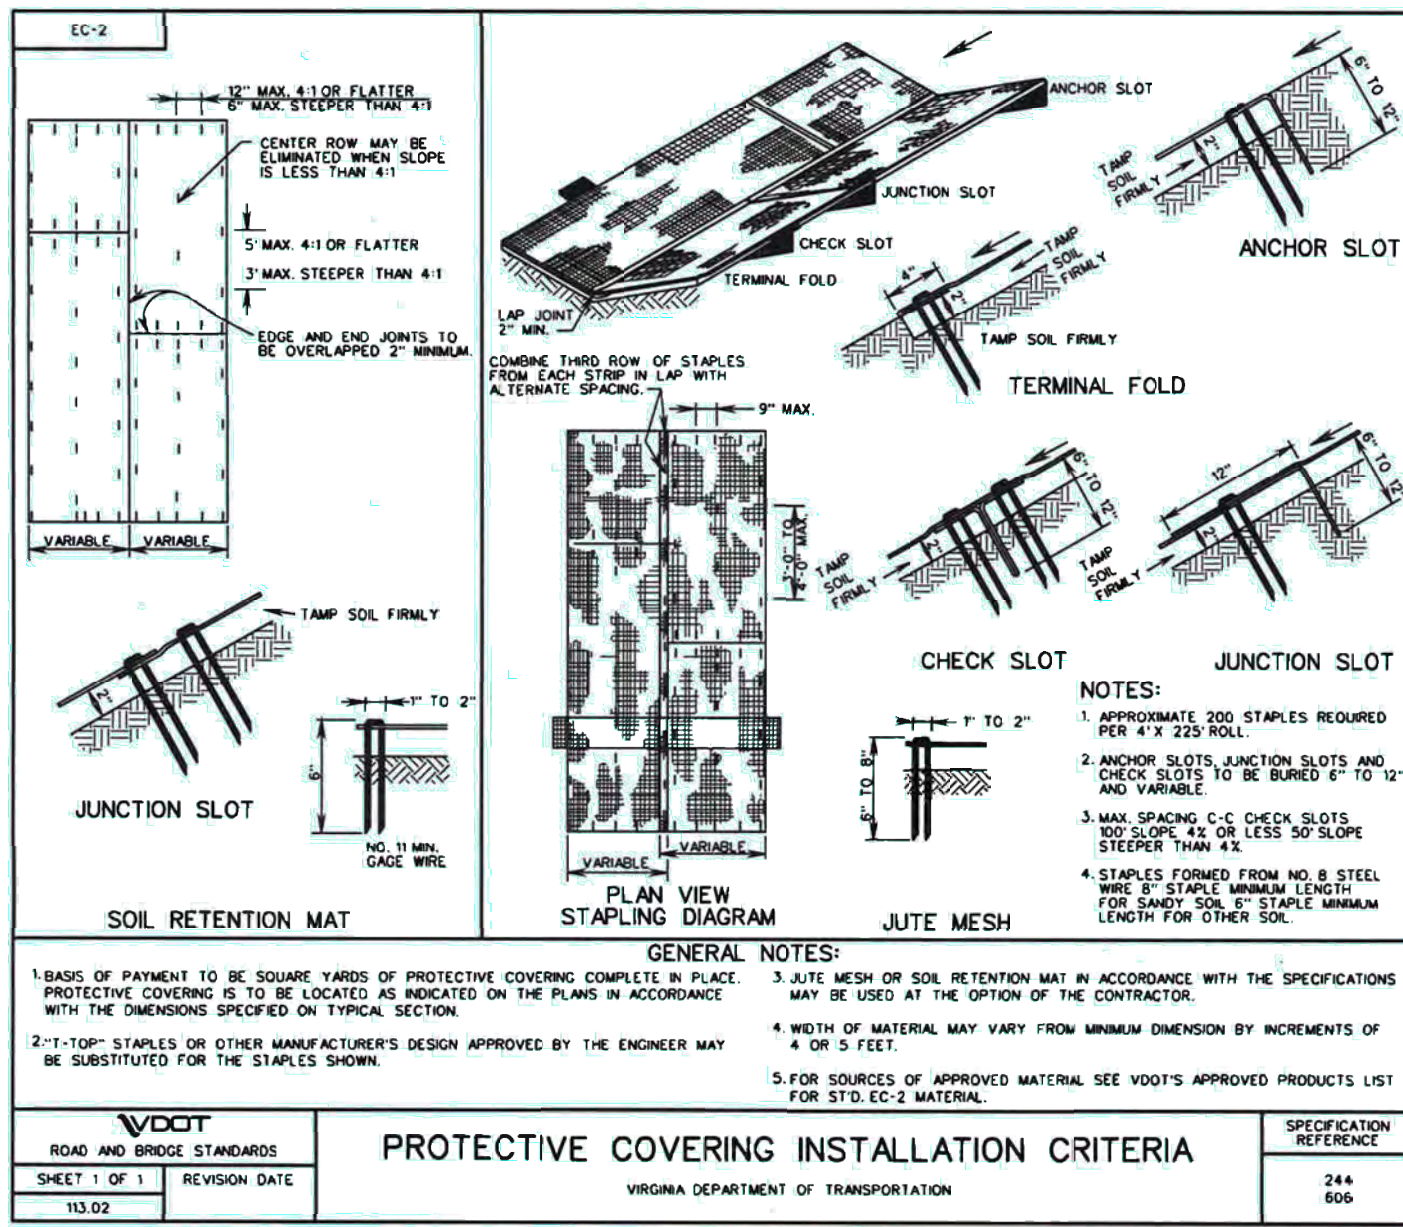 EC-2
12" MAX. 4:1 OR FLATTER
6" MAX. STEEPER THAN 4:1
CENTER ROW MAY BE
ELIMINATED WHEN SLOPE
IS LESS THAN 4:1
5' MAX. 4:1 OR FLATTER
3' MAX. STEEPER THAN 4:1
EDGE AND END JOINTS TO
BE OVERLAPPED 2" MINIMUM.
VARIABLE
VARIABLE
TAMP SOIL FIRMLY
2"
JUNCTION SLOT
1" TO 2"
6"
NO. 11 MIN.
GAGE WIRE
SOIL RETENTION MAT
ANCHOR SLOT
JUNCTION SLOT
CHECK SLOT
TERMINAL FOLD
LAP JOINT
2" MIN.
6" TO 12"
2"
TAMP
SOIL
FIRMLY
ANCHOR SLOT
4"
2"
TAMP
SOIL
FIRMLY
TAMP SOIL FIRMLY
TERMINAL FOLD
COMBINE THIRD ROW OF STAPLES
FROM EACH STRIP IN LAP WITH
ALTERNATE SPACING.
9" MAX.
3'-0" TO
4'-0" MAX.
VARIABLE
VARIABLE
PLAN VIEW
STAPLING DIAGRAM
6" TO 12"
2"
TAMP
SOIL
FIRMLY
CHECK SLOT
12"
6" TO 12"
2"
TAMP
SOIL
FIRMLY
JUNCTION SLOT
1" TO 2"
6" TO 8"
JUTE MESH
NOTES:
1. APPROXIMATE 200 STAPLES REQUIRED
PER 4' X 225' ROLL.
2. ANCHOR SLOTS, JUNCTION SLOTS AND
CHECK SLOTS TO BE BURIED 6" TO 12"
AND VARIABLE.
3. MAX. SPACING C-C CHECK SLOTS
100' SLOPE 4% OR LESS 50' SLOPE
STEEPER THAN 4%.
4. STAPLES FORMED FROM NO. 8 STEEL
WIRE 8" STAPLE MINIMUM LENGTH
FOR SANDY SOIL 6" STAPLE MINIMUM
LENGTH FOR OTHER SOIL.
GENERAL NOTES:
1. BASIS OF PAYMENT TO BE SQUARE YARDS OF PROTECTIVE COVERING COMPLETE IN PLACE.
PROTECTIVE COVERING IS TO BE LOCATED AS INDICATED ON THE PLANS IN ACCORDANCE
WITH THE DIMENSIONS SPECIFIED ON TYPICAL SECTION.
2. "T-TOP" STAPLES OR OTHER MANUFACTURER'S DESIGN APPROVED BY THE ENGINEER MAY
BE SUBSTITUTED FOR THE STAPLES SHOWN.
3. JUTE MESH OR SOIL RETENTION MAT IN ACCORDANCE WITH THE SPECIFICATIONS
MAY BE USED AT THE OPTION OF THE CONTRACTOR.
4. WIDTH OF MATERIAL MAY VARY FROM MINIMUM DIMENSION BY INCREMENTS OF
4 OR 5 FEET.
5. FOR SOURCES OF APPROVED MATERIAL SEE VDOT'S APPROVED PRODUCTS LIST
FOR ST'D. EC-2 MATERIAL.
VDOT
ROAD AND BRIDGE STANDARDS
SHEET 1 OF 1
REVISION DATE
113.02
PROTECTIVE COVERING INSTALLATION CRITERIA
VIRGINIA DEPARTMENT OF TRANSPORTATION
SPECIFICATION
REFERENCE
244
606